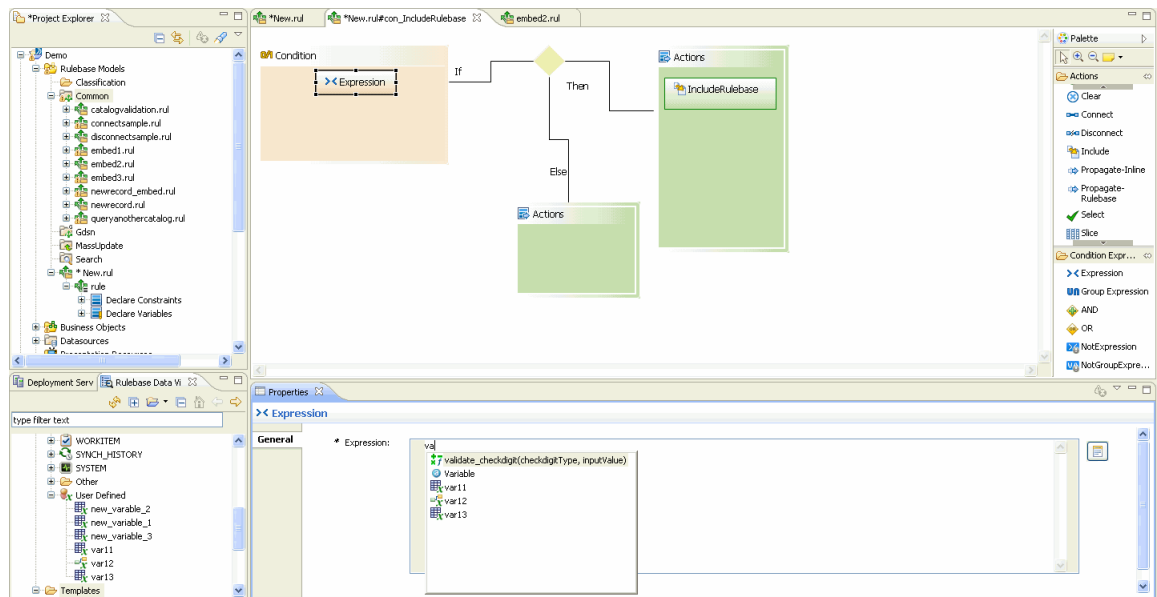 *Project Explorer
Demo
Rulebase Models
Classification
Common
catalogvalidation.rul
connectsample.rul
disconnectsample.rul
embed1.rul
embed2.rul
embed3.rul
newrecord_embed.rul
newrecord.rul
queryanothercatalog.rul
Gdsn
MassUpdate
Search
* New.rul
rule
Declare Constraints
Declare Variables
Business Objects
Datasources
*New.rul
*New.rul#con_IncludeRulebase
embed2.rul
Condition
Expression
If
Then
Else
Actions
IncludeRulebase
Actions
Palette
Actions
Clear
Connect
Disconnect
Include
Propagate-Inline
Propagate-
Rulebase
Select
Slice
Condition Expr...
Expression
Group Expression
AND
OR
NotExpression
NotGroupExpre...
Deployment Serv
Rulebase Data Vi
type filter text
WORKITEM
SYNCH_HISTORY
SYSTEM
Other
User Defined
new_varable_2
new_variable_1
new_variable_3
var11
var12
var13
Templates
Properties
Expression
General
* Expression:
va
validate_checkdigit(checkdigitType, inputValue)
Variable
var11
var12
var13